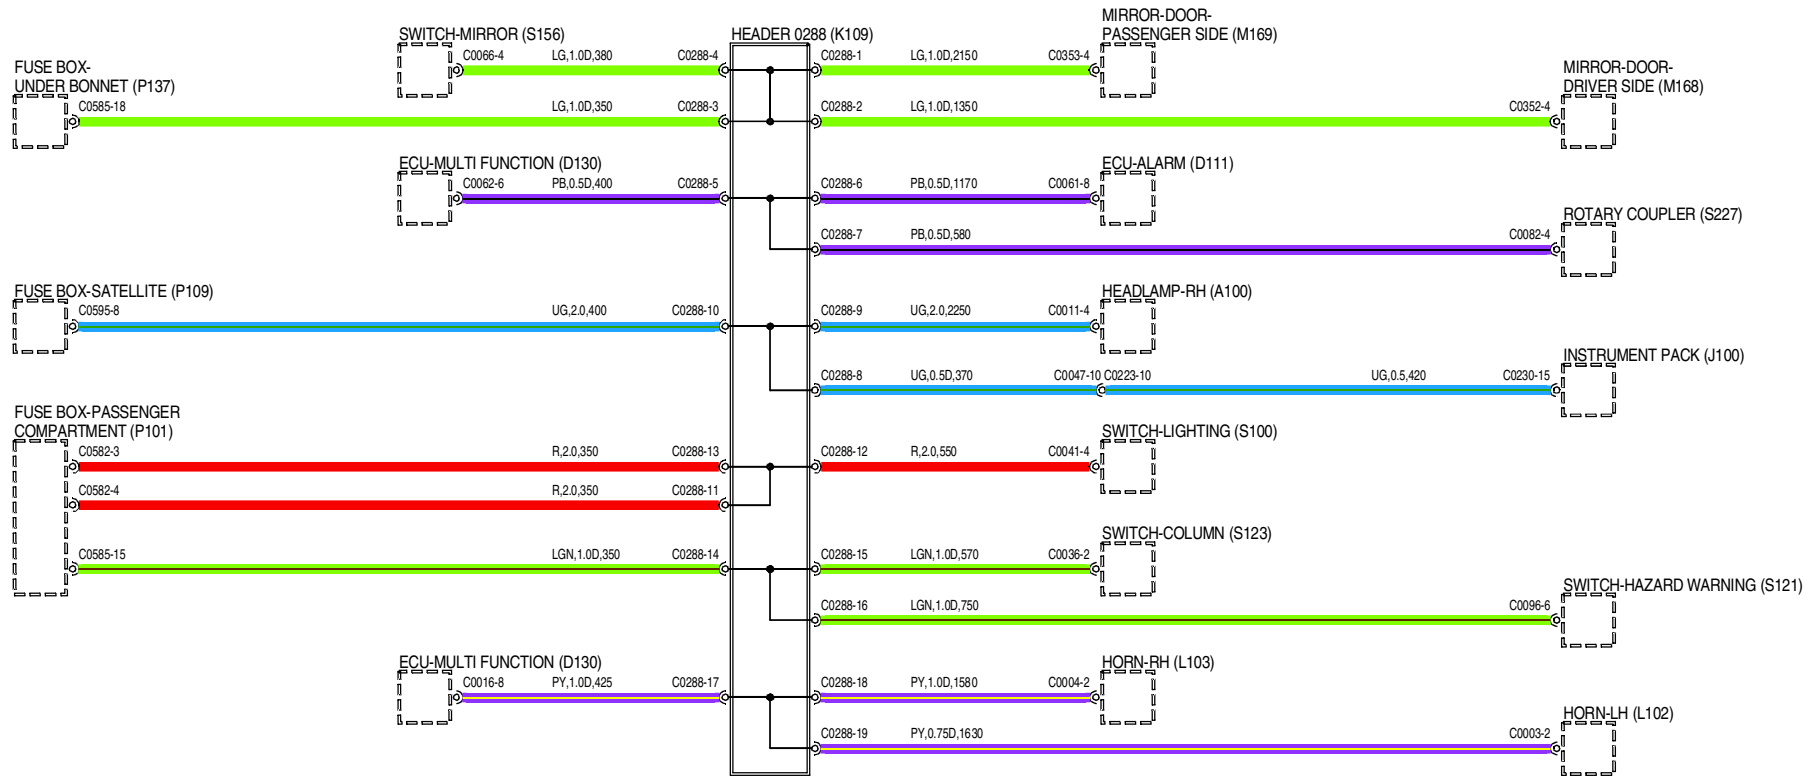 MIRROR-DOOR-
SWITCH-MIRROR (S156) HEADER 0288 (K109) PASSENGER SIDE (M169)
C0066-4 LG,1.0D,380 C0288-4 C0288-1 LG,1.0D,2150 C0353-4
FUSE BOX- MIRROR-DOOR-
UNDER BONNET (P137) DRIVER SIDE (M168)
C0585-18 LG,1.0D,350 C0288-3 C0288-2 LG,1.0D,1350 C0352-4
ECU-MULTI FUNCTION (D130) ECU-ALARM (D111)
C0062-6 PB,0.5D,400 C0288-5 C0288-6 PB,0.5D,1170 C0061-8
ROTARY COUPLER (S227)
C0288-7 PB,0.5D,580 C0082-4
FUSE BOX-SATELLITE (P109) HEADLAMP-RH (A100)
C0595-8 UG,2.0,400 C0288-10 C0288-9 UG,2.0,2250 C0011-4
INSTRUMENT PACK (J100)
C0288-8 UG,0.5D,370 C0047-10 C0223-10 UG,0.5,420 C0230-15
FUSE BOX-PASSENGER
COMPARTMENT (P101) SWITCH-LIGHTING (S100)
C0582-3 R,2.0,350 C0288-13 C0288-12 R,2.0,550 C0041-4
C0582-4 R,2.0,350 C0288-11
SWITCH-COLUMN (S123)
C0585-15 LGN,1.0D,350 C0288-14 C0288-15 LGN,1.0D,570 C0036-2
SWITCH-HAZARD WARNING (S121)
C0288-16 LGN,1.0D,750 C0096-6
ECU-MULTI FUNCTION (D130) HORN-RH (L103)
C0016-8 PY,1.0D,425 C0288-17 C0288-18 PY,1.0D,1580 C0004-2
HORN-LH (L102)
C0288-19 PY,0.75D,1630 C0003-2